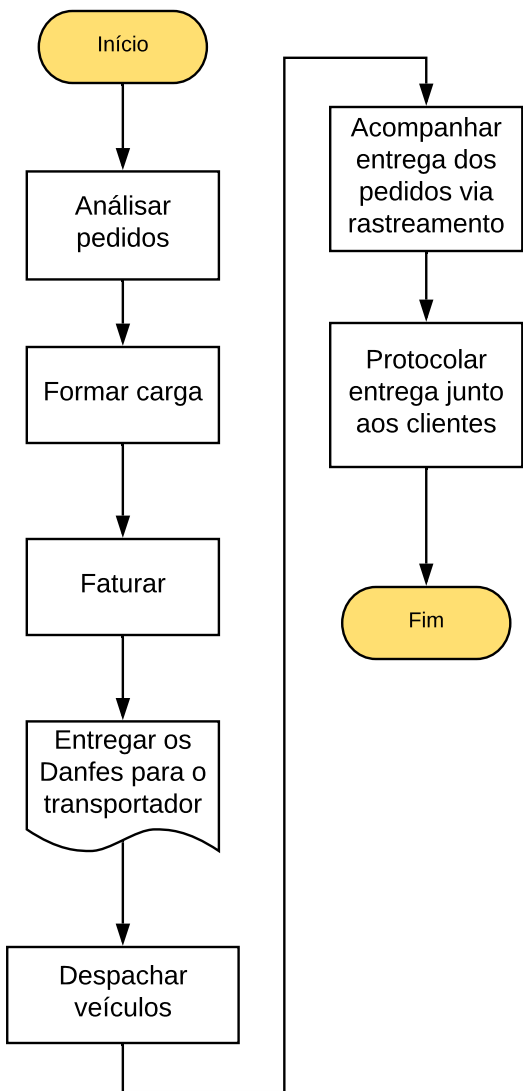 Início
Análisar
pedidos
Formar carga
Faturar
Entregar os
Danfes para o
transportador
Despachar
veículos
Acompanhar
entrega dos
pedidos via
rastreamento
Protocolar
entrega junto
aos clientes
Fim